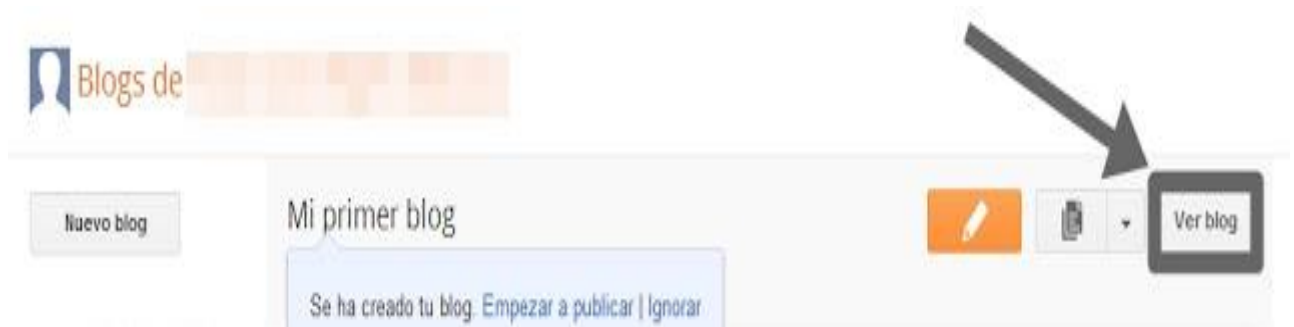 Blogs de
Nuevo blog
Mi primer blog
Ver blog
Se ha creado tu blog. Empezar a publicar | Ignorar